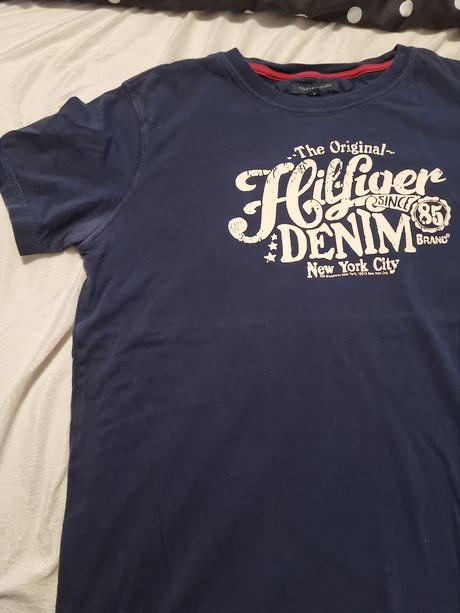 ~The Original~
Hilfiger
SINCE 85
DENIM BRAND®
New York City